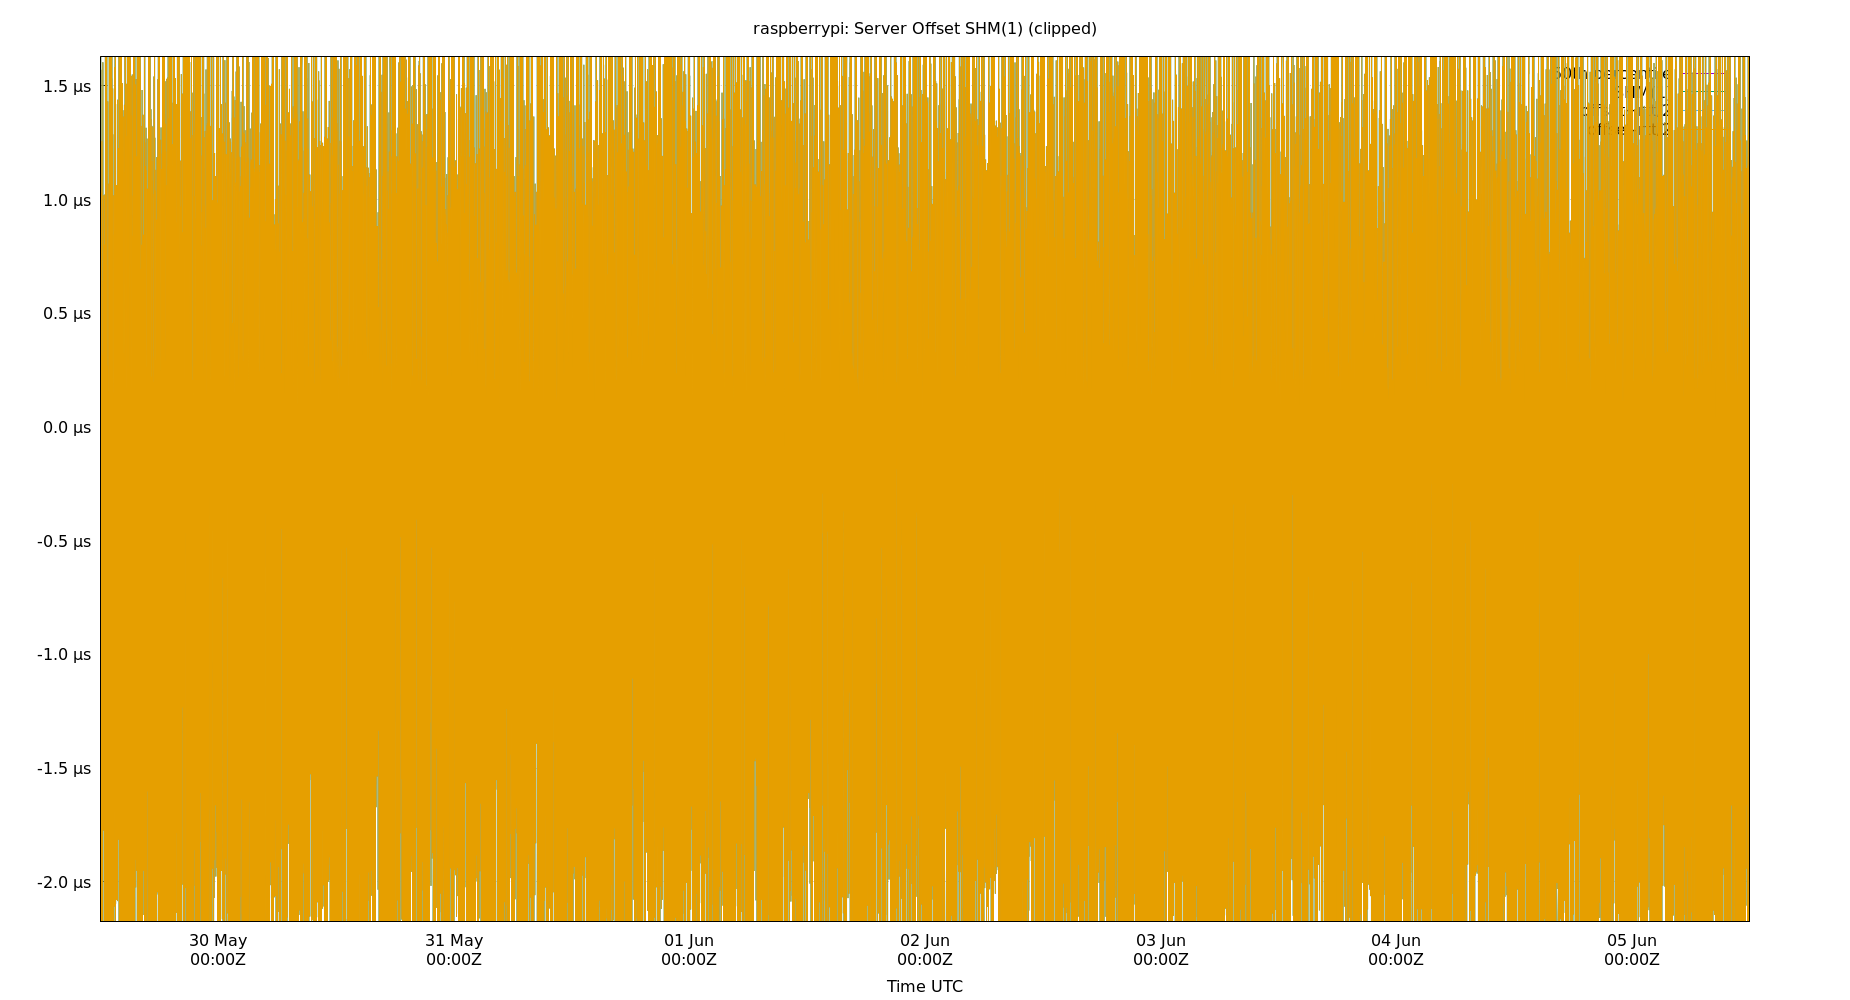 raspberrypi: Server Offset SHM(1) (clipped)
1.5 µs
1.0 µs
0.5 µs
0.0 µs
-0.5 µs
-1.0 µs
-1.5 µs
-2.0 µs
50th percentile
30 May
00:00Z
31 May
00:00Z
01 Jun
00:00Z
02 Jun
00:00Z
03 Jun
00:00Z
04 Jun
00:00Z
05 Jun
00:00Z
Time UTC